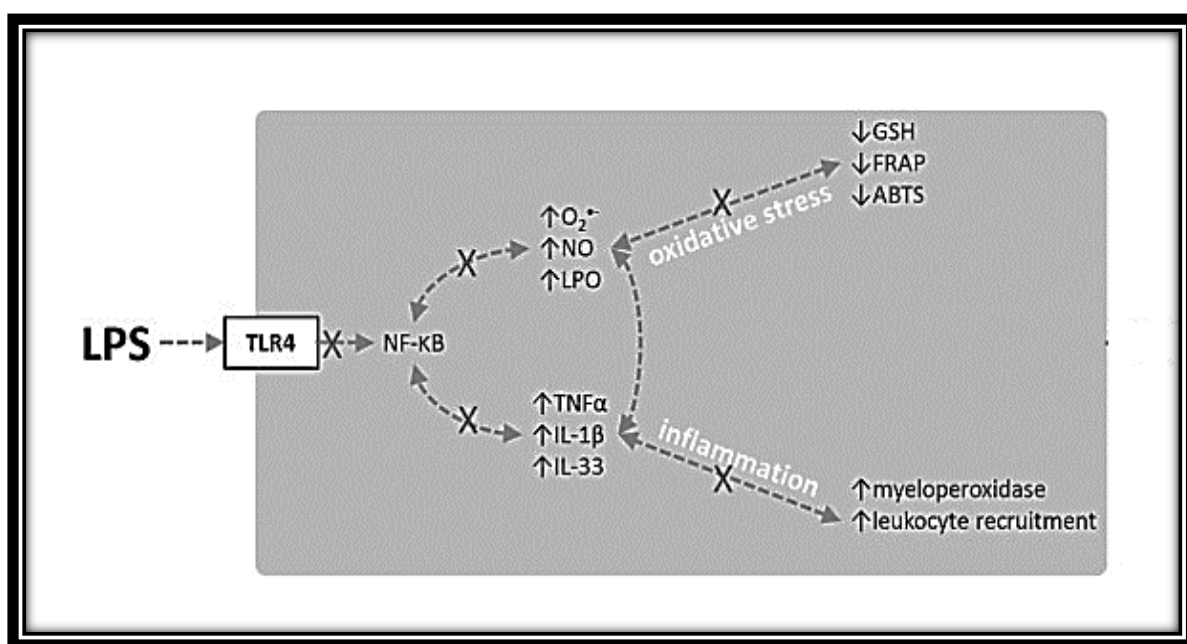 ↓GSH
↓FRAP
↓ABTS
oxidative stress
↑O₂•-
↑NO
↑LPO
X
X
LPS
TLR4
X
NF-κB
X
↑TNFα
↑IL-1β
↑IL-33
inflammation
X
↑myeloperoxidase
↑leukocyte recruitment